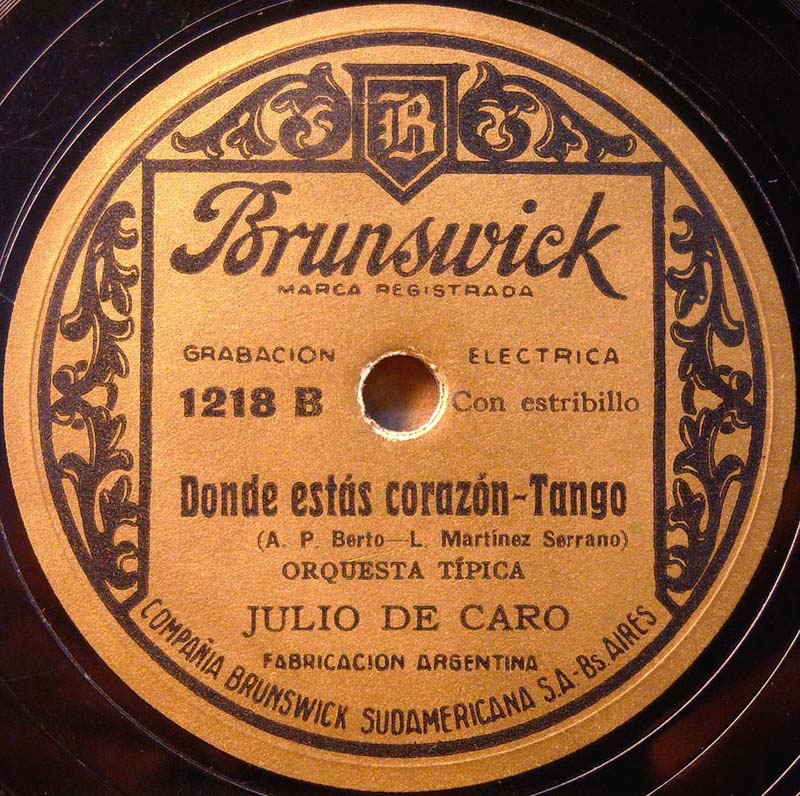 B
Brunswick
MARCA REGISTRADA
GRABACION ELECTRICA
1218 B Con estribillo
Donde estás corazón-Tango
(A. P. Berto—L. Martínez Serrano)
ORQUESTA TÍPICA
JULIO DE CARO
FABRICACION ARGENTINA
COMPAÑIA BRUNSWICK SUDAMERICANA S.A.-Bs. AIRES